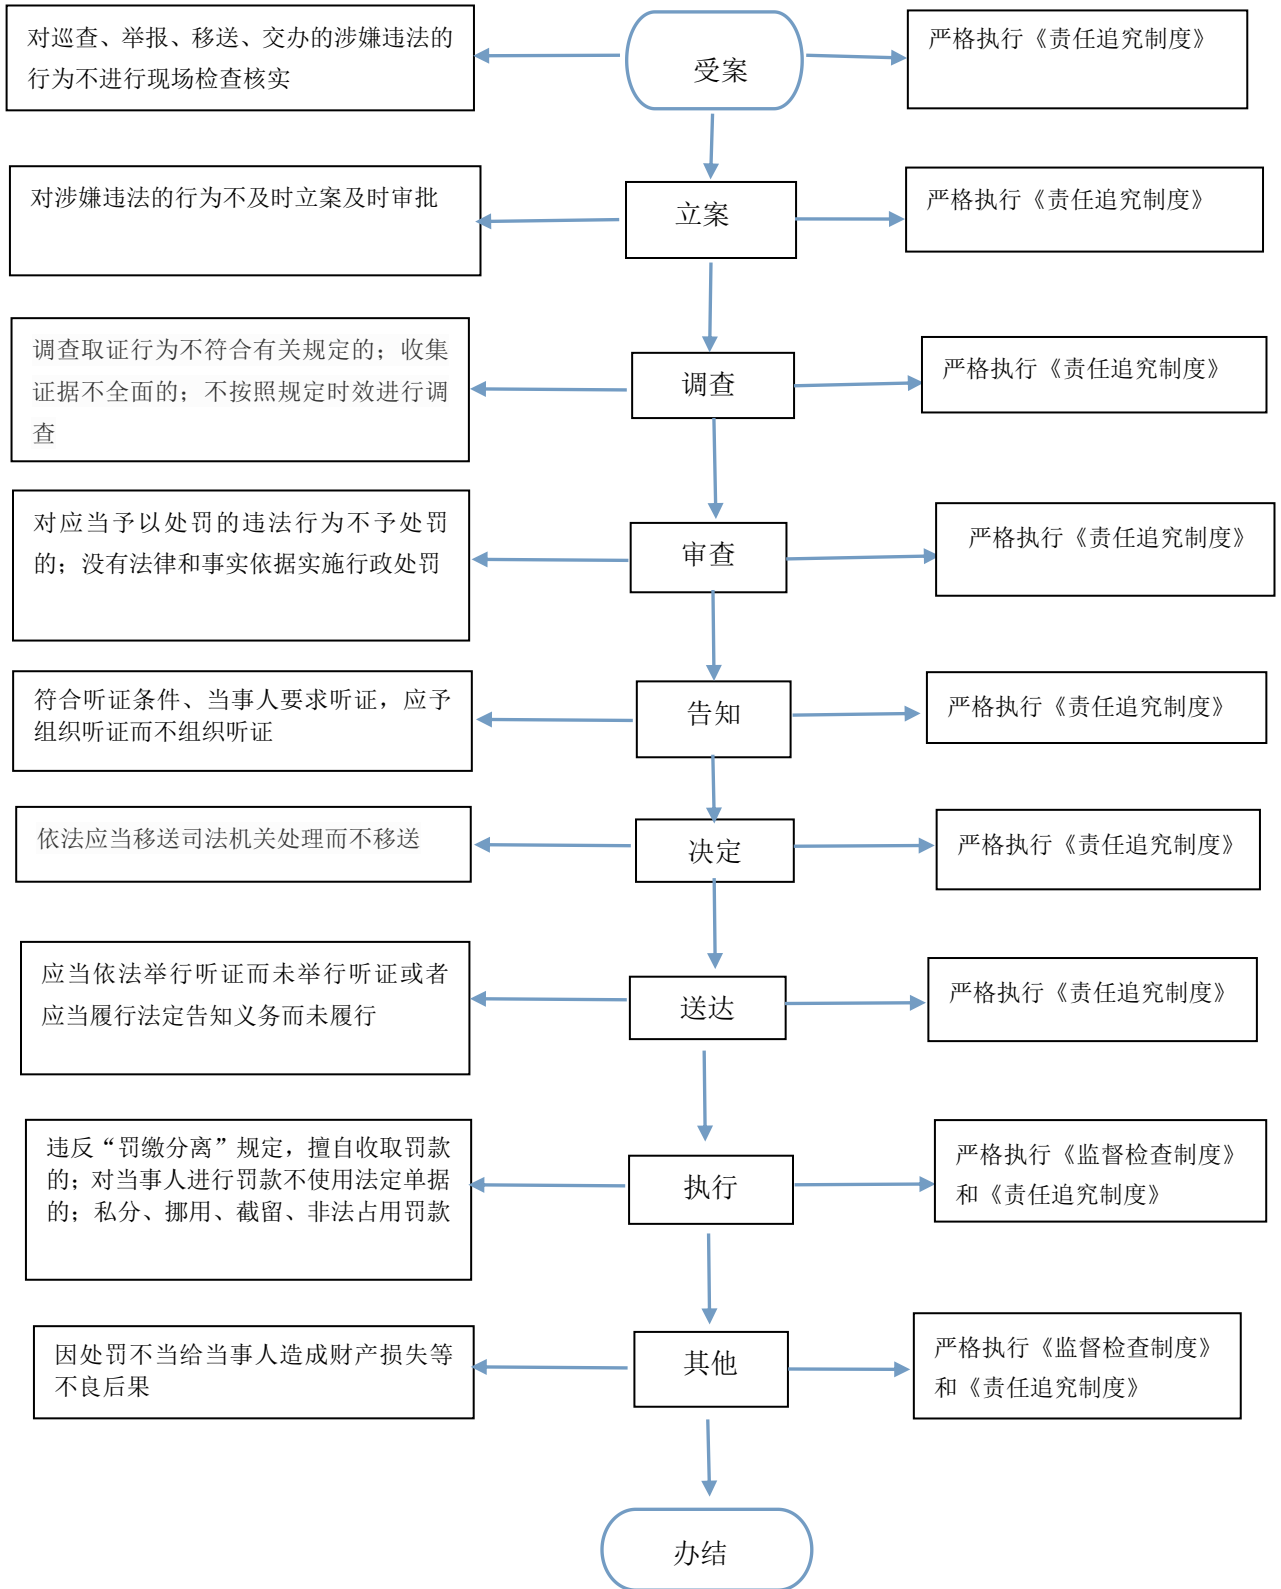 对巡查、举报、移送、交办的涉嫌违法的
行为不进行现场检查核实
受案
严格执行《责任追究制度》
对涉嫌违法的行为不及时立案及时审批
立案
严格执行《责任追究制度》
调查取证行为不符合有关规定的；收集
证据不全面的；不按照规定时效进行调
查
调查
严格执行《责任追究制度》
对应当予以处罚的违法行为不予处罚
的；没有法律和事实依据实施行政处罚
审查
严格执行《责任追究制度》
符合听证条件、当事人要求听证，应予
组织听证而不组织听证
告知
严格执行《责任追究制度》
依法应当移送司法机关处理而不移送
决定
严格执行《责任追究制度》
应当依法举行听证而未举行听证或者
应当履行法定告知义务而未履行
送达
严格执行《责任追究制度》
违反“罚缴分离”规定，擅自收取罚款
的；对当事人进行罚款不使用法定单据
的；私分、挪用、截留、非法占用罚款
执行
严格执行《监督检查制度》
和《责任追究制度》
因处罚不当给当事人造成财产损失等
不良后果
其他
严格执行《监督检查制度》
和《责任追究制度》
办结